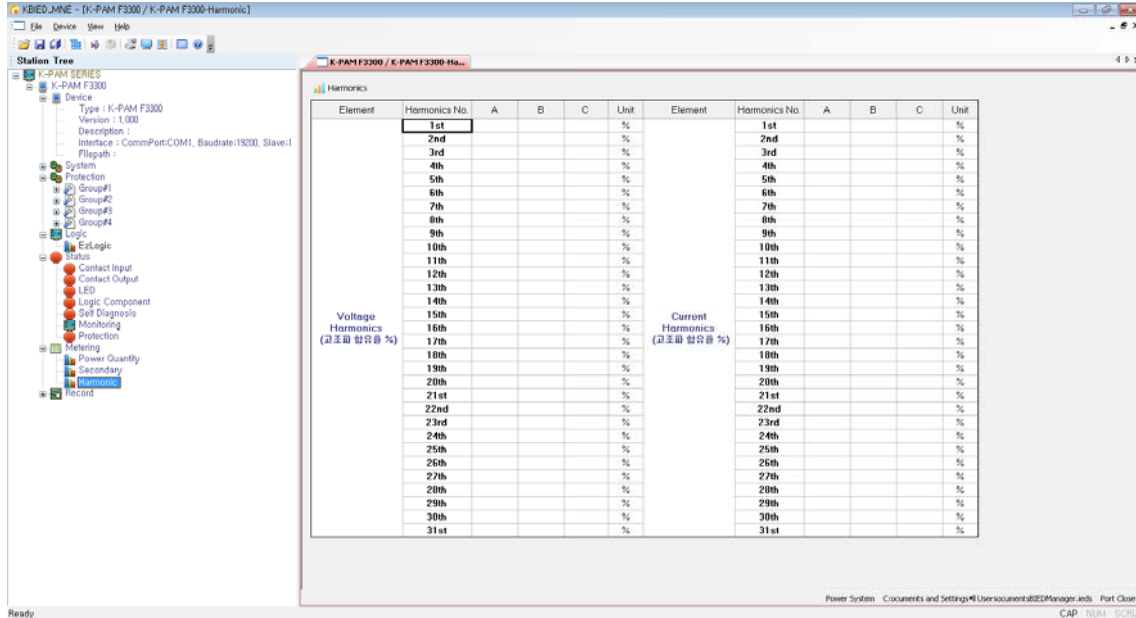 KBIED_MNE - [K-PAM F3300 / K-PAM F3300-Harmonic]
File Device View Help
Station Tree
K-PAM SERIES
K-PAM F3300
Device
Type : K-PAM F3300
Version : 1,000
Description :
Interface : CommPort:COM1, Baudrate:19200, Slave:1
Filepath :
System
Protection
Group#1
Group#2
Group#3
Group#4
Logic
EzLogic
Status
Contact Input
Contact Output
LED
Logic Component
Self Diagnosis
Monitoring
Protection
Metering
Power Quantity
Secondary
Harmonic
Record
K-PAM F3300 / K-PAM F3300-Ha...
Harmonics
Element Harmonics No. A B C Unit Element Harmonics No. A B C Unit
1st % 1st %
2nd % 2nd %
3rd % 3rd %
4th % 4th %
5th % 5th %
6th % 6th %
7th % 7th %
8th % 8th %
9th % 9th %
10th % 10th %
11th % 11th %
12th % 12th %
13th % 13th %
14th % 14th %
Voltage 15th % Current 15th %
Harmonics 16th % Harmonics 16th %
(고조파 함유율 %) 17th % (고조파 함유율 %) 17th %
18th % 18th %
19th % 19th %
20th % 20th %
21st % 21st %
22nd % 22nd %
23rd % 23rd %
24th % 24th %
25th % 25th %
26th % 26th %
27th % 27th %
28th % 28th %
29th % 29th %
30th % 30th %
31st % 31st %
Power System C:ocuments and Settings Port Close
Ready CAP NUM SCRL